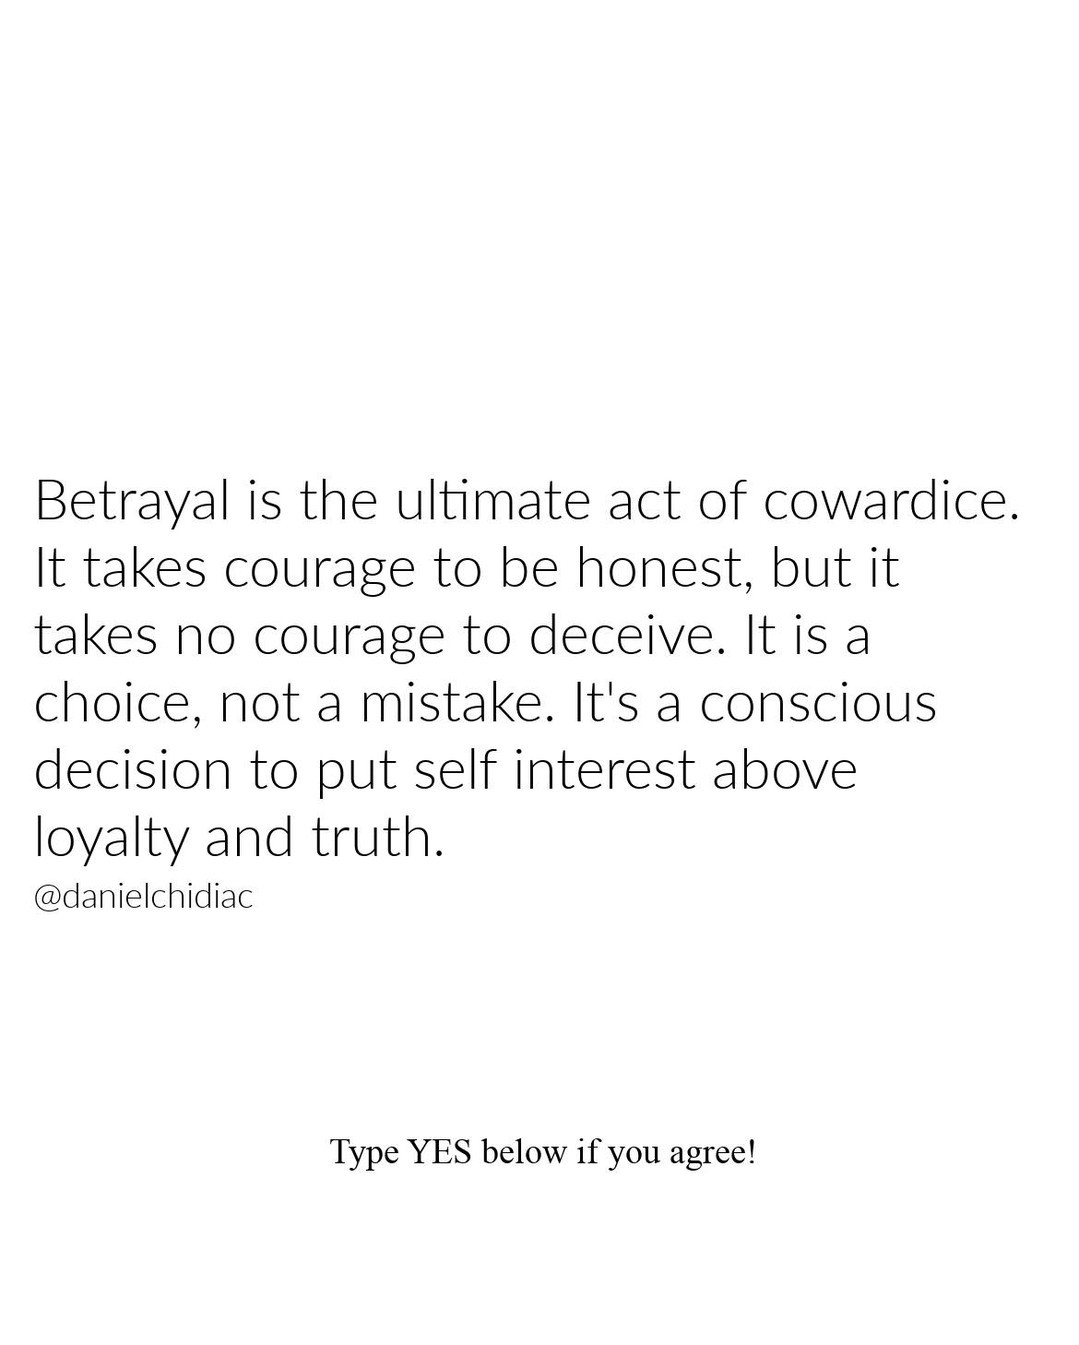 Betrayal is the ultimate act of cowardice.
It takes courage to be honest, but it
takes no courage to deceive. It is a
choice, not a mistake. It's a conscious
decision to put self interest above
loyalty and truth.
@danielchidiac
Type YES below if you agree!